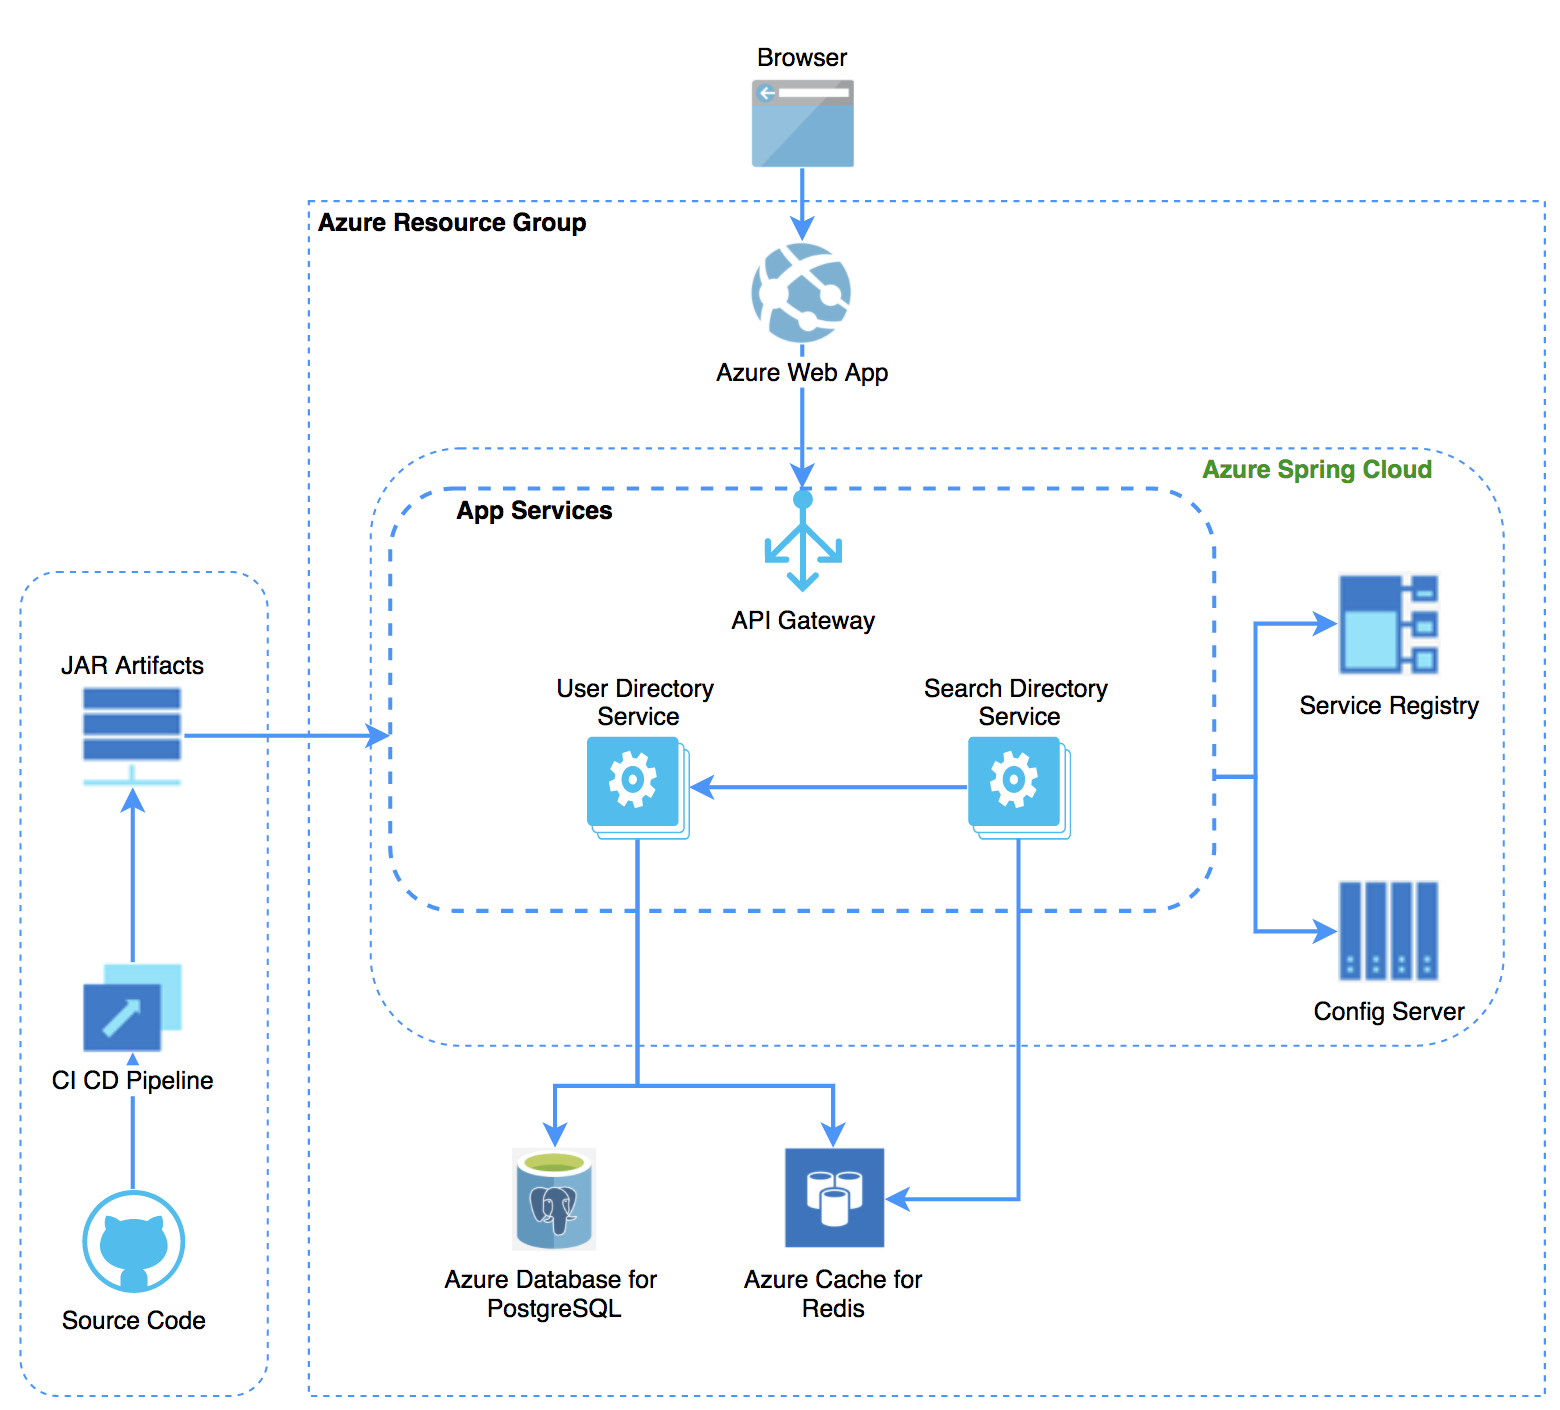 Browser
Azure Resource Group
Azure Web App
Azure Spring Cloud
App Services
API Gateway
JAR Artifacts
User Directory
Service
Search Directory
Service
Service Registry
Config Server
CI CD Pipeline
Azure Database for
PostgreSQL
Azure Cache for
Redis
Source Code